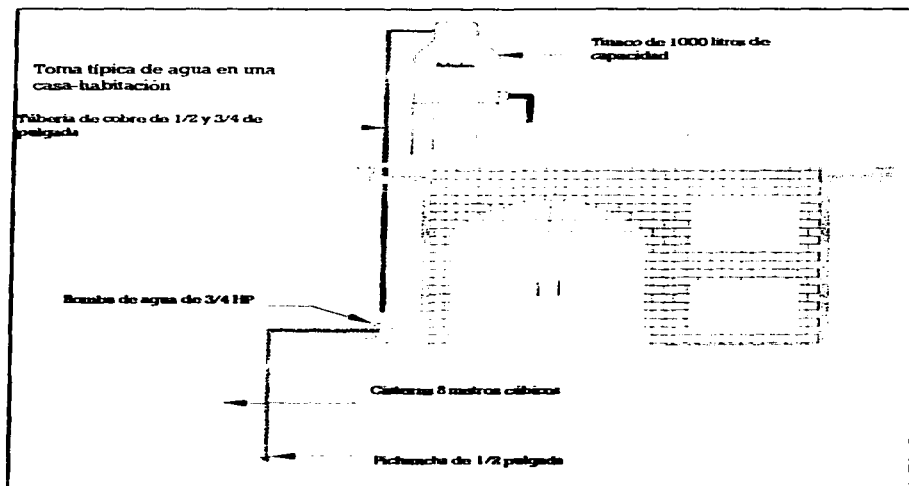 Toma típica de agua en una
casa-habitación
Tinaco de 1000 litros de
capacidad
Tubería de cobre de 1/2 y 3/4 de
pulgada
Bomba de agua de 3/4 HP
Cisterna 8 metros cúbicos
Pichancha de 1/2 pulgada